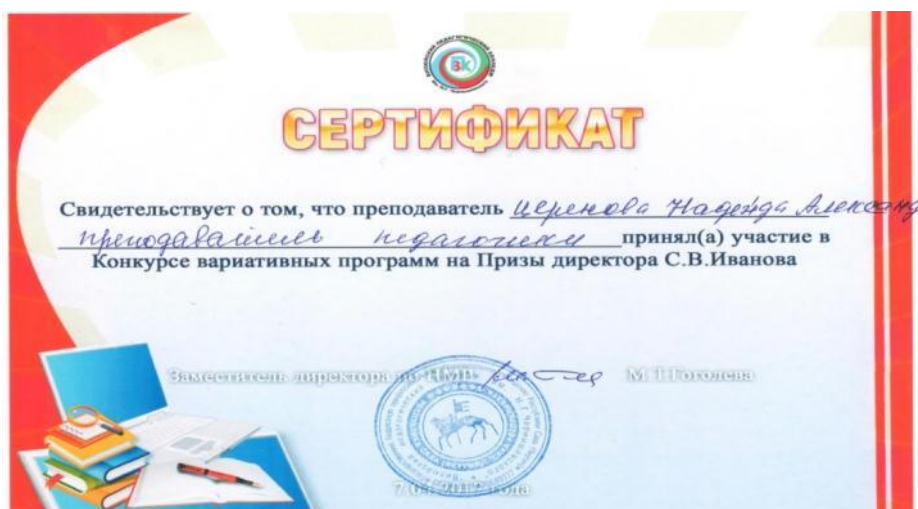 СЕРТИФИКАТ
Свидетельствует о том, что преподаватель Церенова Надежда Александ
преподаватель педагогики принял(а) участие в
Конкурсе вариативных программ на Призы директора С.В.Иванова
Заместитель директора по НМР М.П.Гоголева